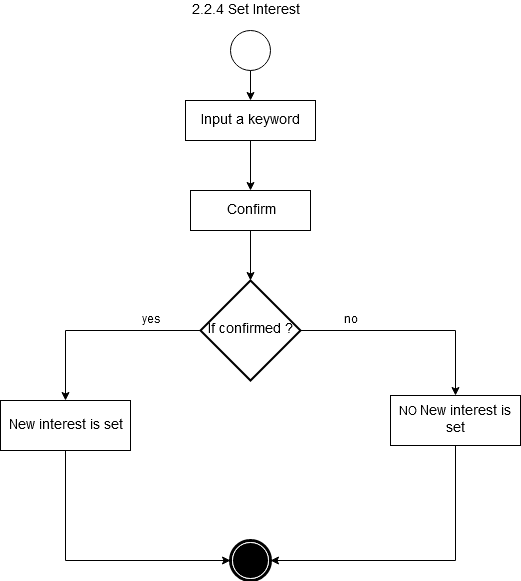 2.2.4 Set Interest
Input a keyword
Confirm
If confirmed ?
yes
no
New interest is set
NO New interest is
set